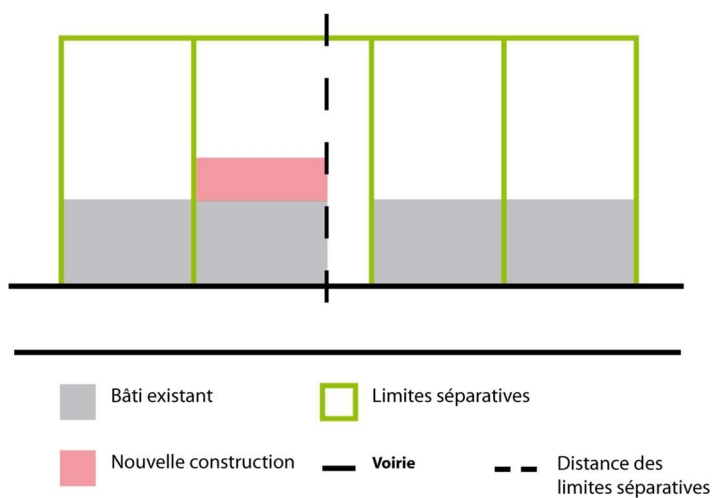 Bâti existant
Limites séparatives
Nouvelle construction
Voirie
Distance des
limites séparatives